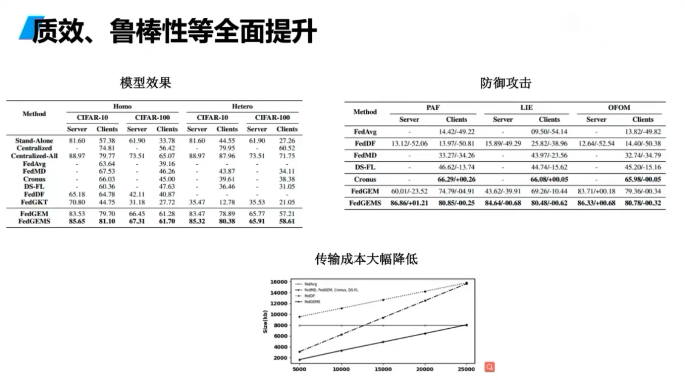 质效、鲁棒性等全面提升
模型效果
Method Homo Hetero
CIFAR-10 CIFAR-100 CIFAR-10 CIFAR-100
Server Clients Server Clients Server Clients Server Clients
Stand-Alone 81.60 57.38 61.90 33.78 81.60 44.55 61.90 27.26
Centralized - 74.81 - 56.42 - 79.95 - 60.52
Centralized-All 88.97 79.77 73.51 65.07 88.97 87.96 73.51 71.75
FedAvg - 63.64 - 39.16 - - - -
FedMD - 67.53 - 46.26 - 43.87 - 34.11
Cronus - 66.03 - 45.00 - 39.61 - 38.38
DS-FL - 60.36 - 47.63 - 36.46 - 31.05
FedDF 65.18 64.78 42.11 40.87 - - - -
FedGKT 70.80 44.75 31.18 27.72 35.47 12.78 35.53 21.05
FedGEM 83.53 79.70 66.45 61.28 83.47 78.89 65.77 57.21
FedGEMS 85.65 81.10 67.31 61.70 85.32 80.38 65.91 58.61
防御攻击
Method PAF LIE OFOM
Server Clients Server Clients Server Clients
FedAvg - 14.42/-49.22 - 09.50/-54.14 - 13.82/-49.82
FedDF 13.12/-52.06 13.97/-50.81 15.89/-49.29 25.82/-38.96 12.64/-52.54 14.40/-50.38
FedMD - 33.27/-34.26 - 43.97/-23.56 - 32.74/-34.79
DS-FL - 46.62/-13.74 - 44.74/-15.62 - 45.20/-15.16
Cronus - 66.29/+00.26 - 66.08/+00.05 - 65.98/-00.05
FedGEM 60.01/-23.52 74.79/-04.91 43.62/-39.91 69.26/-10.44 83.71/+00.18 79.36/-00.34
FedGEMS 86.86/+01.21 80.85/-00.25 84.64/-00.68 80.48/-00.62 86.33/+00.68 80.78/-00.32
传输成本大幅降低
Size(kb)
16000
14000
12000
10000
8000
6000
4000
2000
FedAvg
FedMD, FedGEM, Cronus, DS-FL
FedDF
FedGEMS
5000 10000 15000 20000 25000